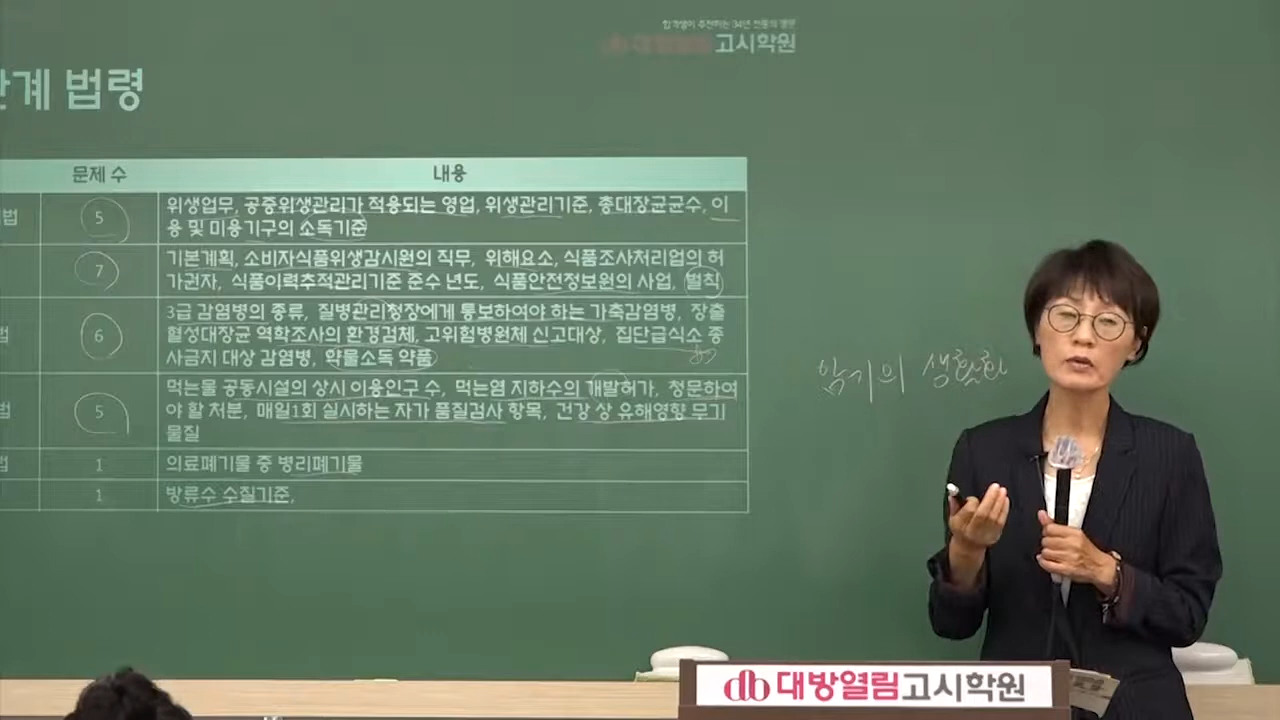 합격생이 추천하는 34년 전통의 명문
대방열림고시학원
관계 법령
문제 수
내용
법
5
위생업무, 공중위생관리가 적용되는 영업, 위생관리기준, 총대장균균수, 이
용 및 미용기구의 소독기준
7
기본계획, 소비자식품위생감시원의 직무, 위해요소, 식품조사처리업의 허
가권자, 식품이력추적관리기준 준수 년도, 식품안전정보원의 사업, 벌칙
법
6
3급 감염병의 종류, 질병관리청장에게 통보하여야 하는 가축감염병, 장출
혈성대장균 역학조사의 환경검체, 고위험병원체 신고대상, 집단급식소 종
사금지 대상 감염병, 약물소독 약품
법
5
먹는물 공동시설의 상시 이용인구 수, 먹는염 지하수의 개발허가, 청문하여
야 할 처분, 매일1회 실시하는 자가 품질검사 항목, 건강 상 유해영향 무기
물질
법
1
의료폐기물 중 병리폐기물
1
방류수 수질기준,
암기의 생활화
대방열림고시학원